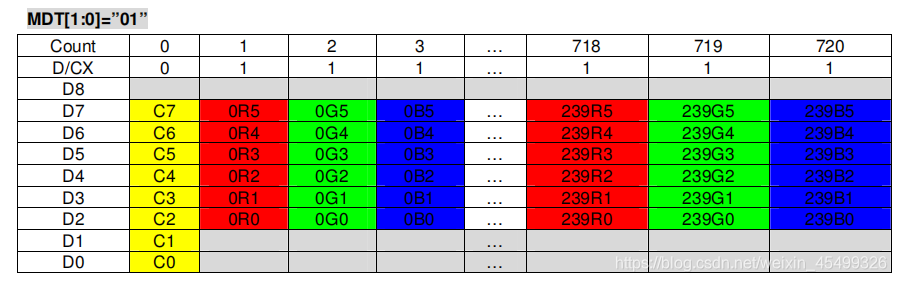 MDT[1:0]="01"
Count 0 1 2 3 ... 718 719 720
D/CX 0 1 1 1 ... 1 1 1
D8
D7 C7 0R5 0G5 0B5 ... 239R5 239G5 239B5
D6 C6 0R4 0G4 0B4 ... 239R4 239G4 239B4
D5 C5 0R3 0G3 0B3 ... 239R3 239G3 239B3
D4 C4 0R2 0G2 0B2 ... 239R2 239G2 239B2
D3 C3 0R1 0G1 0B1 ... 239R1 239G1 239B1
D2 C2 0R0 0G0 0B0 ... 239R0 239G0 239B0
D1 C1 ...
D0 C0 ...
https://blog.csdn.net/weixin_45499326